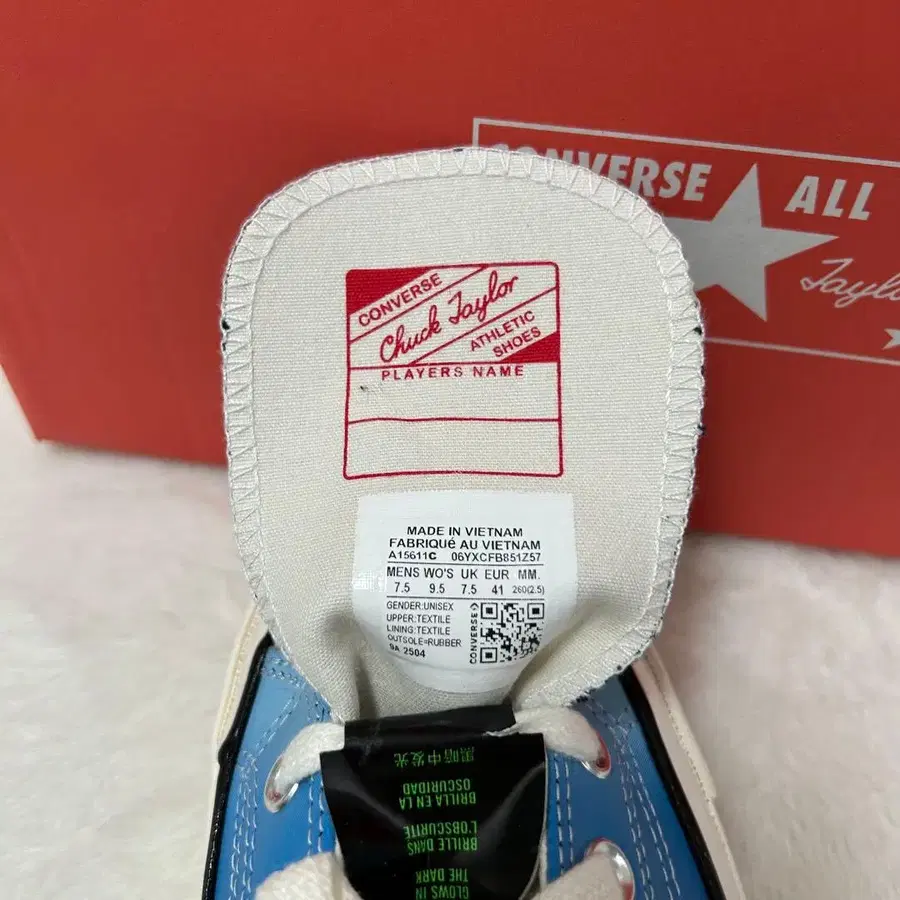 CONVERSE ALL
Taylo
CONVERSE
Chuck Taylor
ATHLETIC
SHOES
PLAYERS NAME
MADE IN VIETNAM
FABRIQUÉ AU VIETNAM
A15611C 06YXCFB851Z57
MENS WO'S UK EUR MM.
7.5 9.5 7.5 41 260(2.5)
GENDER:UNISEX
UPPER:TEXTILE
LINING:TEXTILE
OUTSOLE=RUBBER
9A 2504
CONVERSE
GLOWS IN
THE DARK
BRILLE DANS
L'OBSCURITÉ
BRILLA EN LA
OSCURIDAD
黑暗中发光